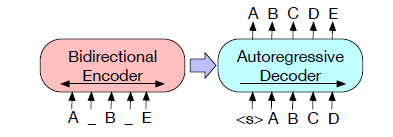 A B C D E
Bidirectional
Encoder
Autoregressive
Decoder
A _ B _ E
<s> A B C D